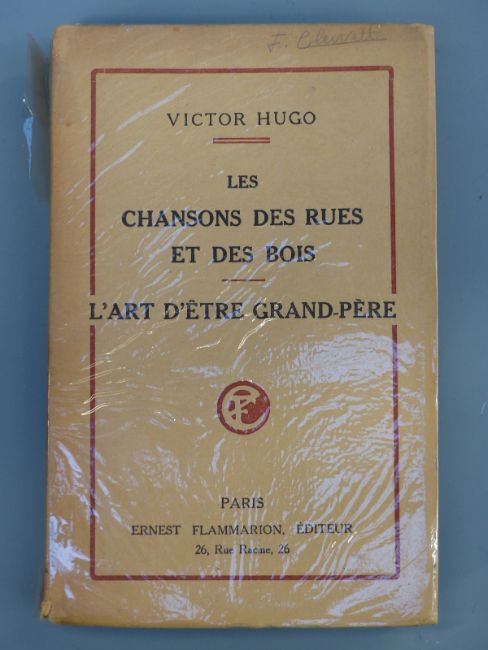 VICTOR HUGO
LES
CHANSONS DES RUES
ET DES BOIS
L'ART D'ÊTRE GRAND-PÈRE
PARIS
ERNEST FLAMMARION, ÉDITEUR
26, Rue Racine, 26